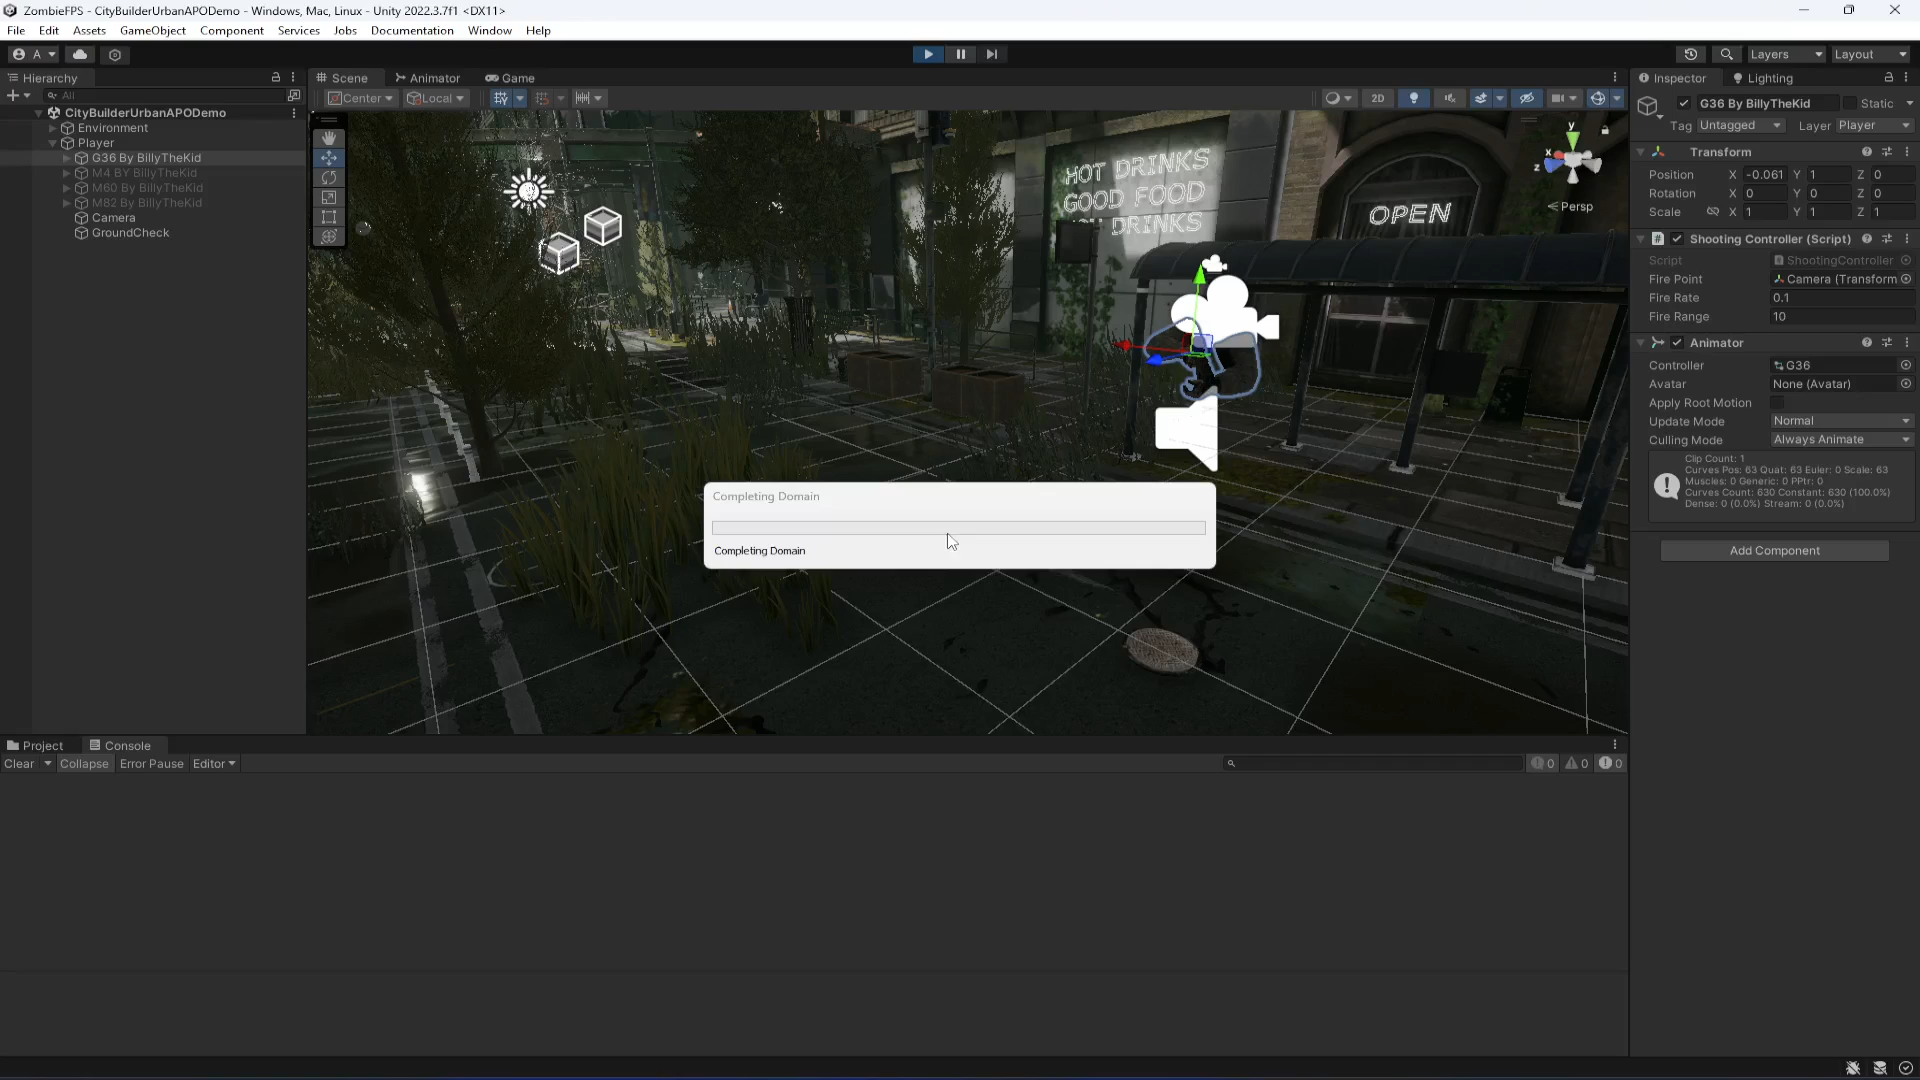 ZombieFPS - CityBuilderUrbanAPODemo - Windows, Mac, Linux - Unity 2022.3.7f1 <DX11>
File Edit Assets GameObject Component Services Jobs Documentation Window Help
A Layers Layout
Hierarchy
All
CityBuilderUrbanAPODemo
Environment
Player
G36 By BillyTheKid
M4 BY BillyTheKid
M60 By BillyTheKid
M82 By BillyTheKid
Camera
GroundCheck
Scene Animator Game
Center Local 2D
HOT DRINKS
GOOD FOOD
DRINKS
OPEN
y
x
z
Persp
Completing Domain
Completing Domain
Inspector Lighting
G36 By BillyTheKid Static
Tag Untagged Layer Player
Transform
Position X -0.061 Y 1 Z 0
Rotation X 0 Y 0 Z 0
Scale X 1 Y 1 Z 1
# Shooting Controller (Script)
Script ShootingController
Fire Point Camera (Transform
Fire Rate 0.1
Fire Range 10
Animator
Controller G36
Avatar None (Avatar)
Apply Root Motion
Update Mode Normal
Culling Mode Always Animate
Clip Count: 1
Curves Pos: 63 Quat: 63 Euler: 0 Scale: 63
Muscles: 0 Generic: 0 PPtr: 0
Curves Count: 630 Constant: 630 (100.0%)
Dense: 0 (0.0%) Stream: 0 (0.0%)
Add Component
Project Console
Clear Collapse Error Pause Editor 0 0 0